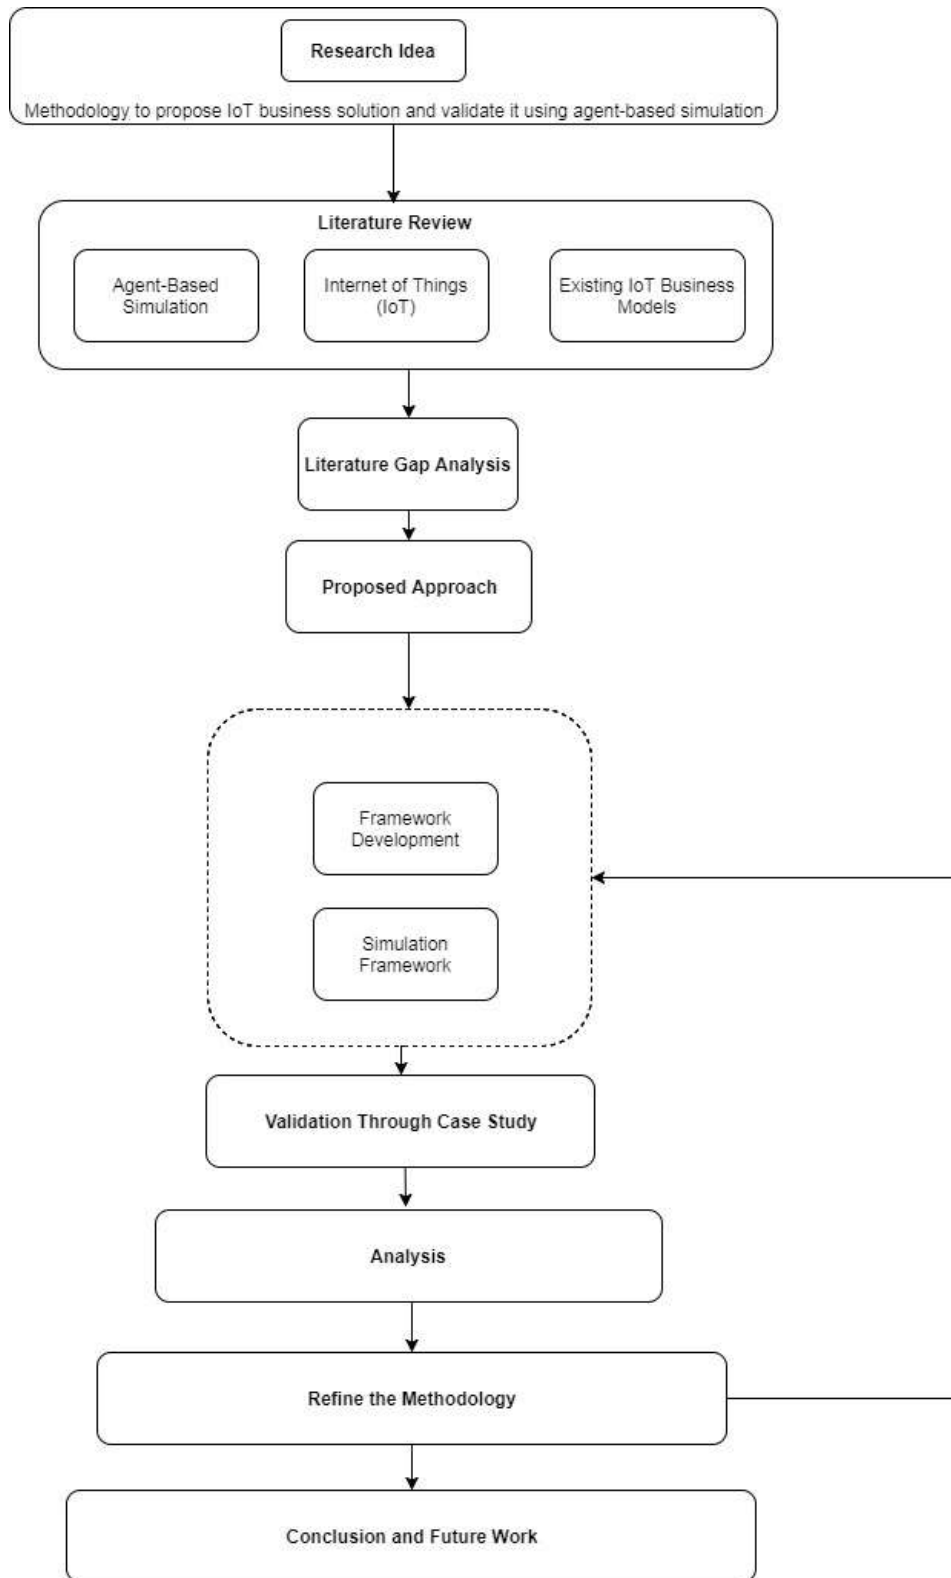 Research Idea
Methodology to propose IoT business solution and validate it using agent-based simulation
Literature Review
Agent-Based
Simulation
Internet of Things
(IoT)
Existing IoT Business
Models
Literature Gap Analysis
Proposed Approach
Framework
Development
Simulation
Framework
Validation Through Case Study
Analysis
Refine the Methodology
Conclusion and Future Work